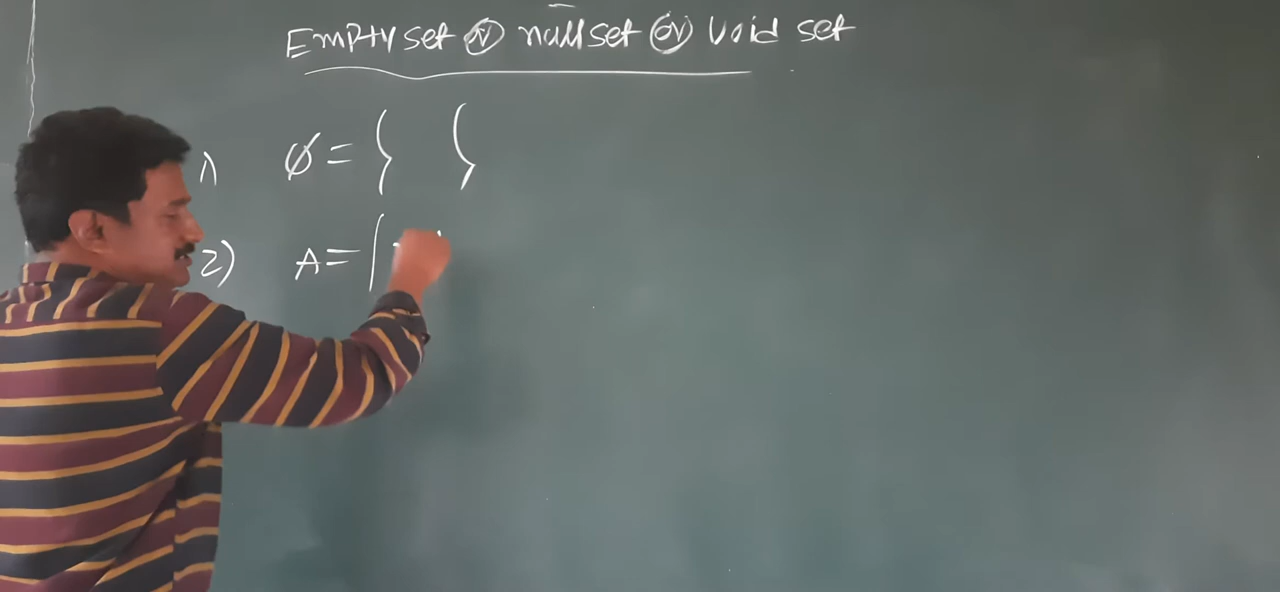 Empty set or null set or void set
1) Ø = { }
2) A = {